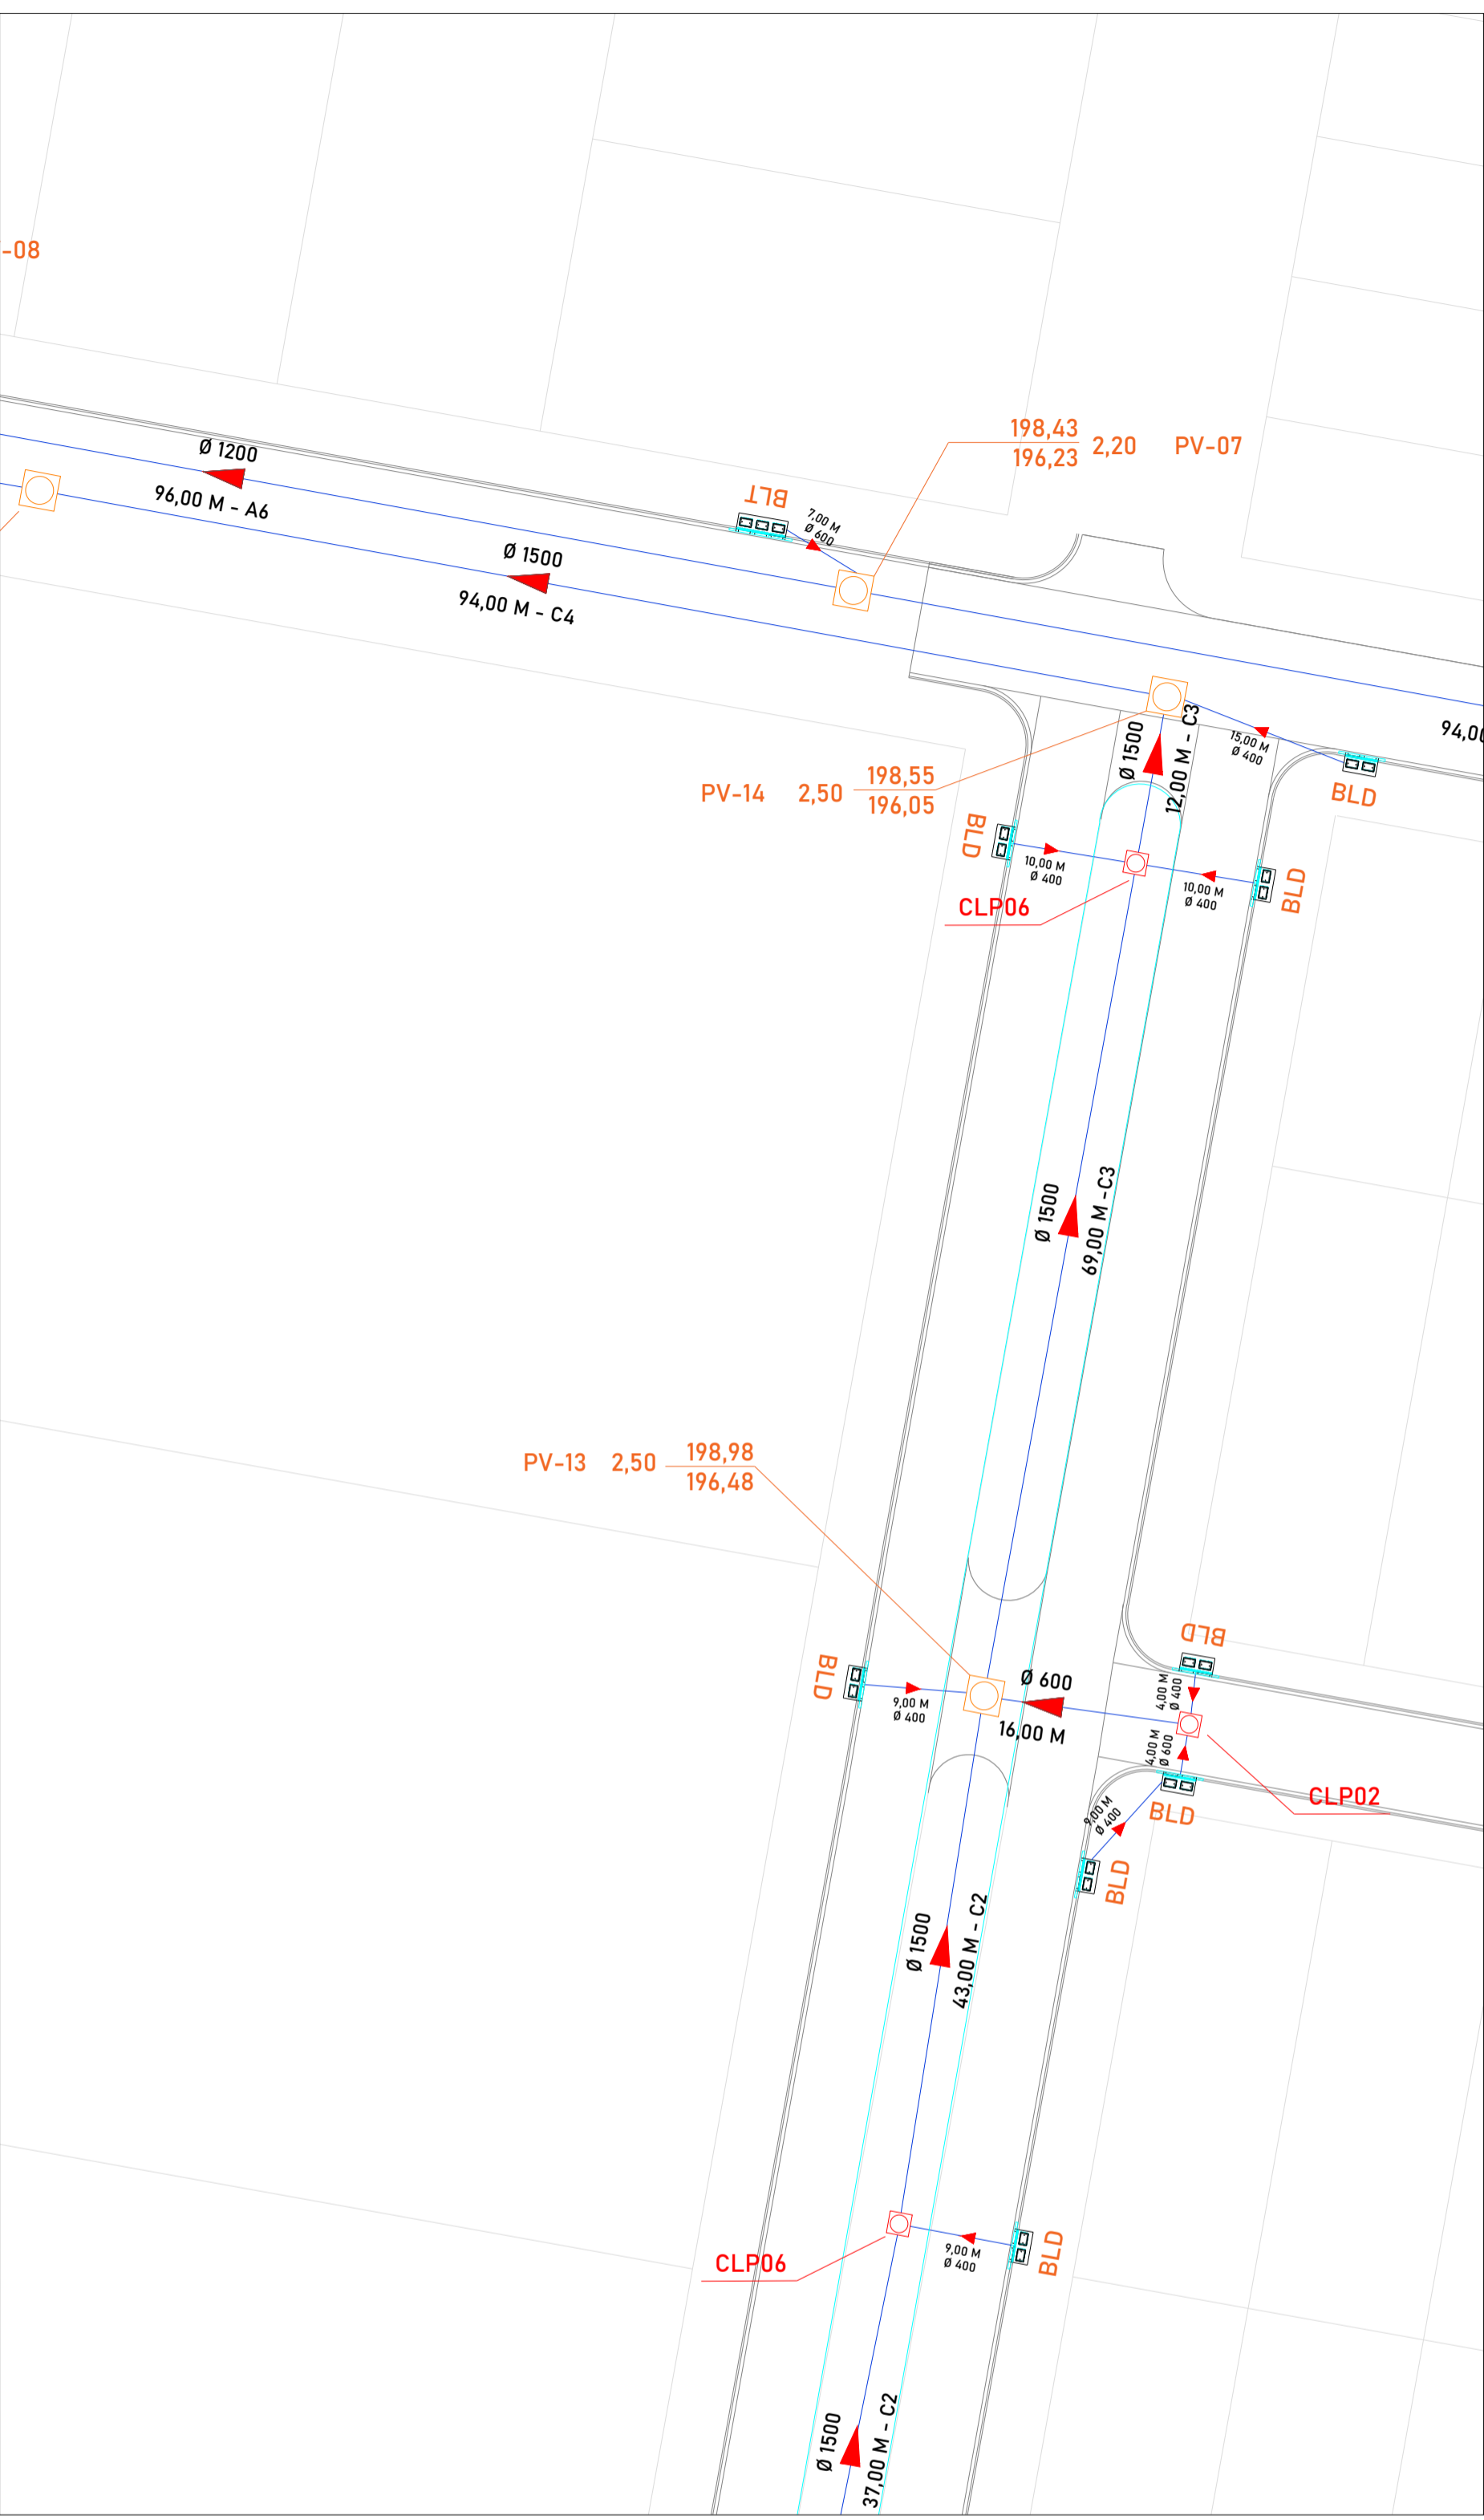 -08
198,43
196,23
2,20
PV-07
Ø 1200
96,00 M - A6
BLT
7,00 M
Ø 600
Ø 1500
94,00 M - C4
94,00
PV-14
2,50
198,55
196,05
Ø 1500
12,00 M - C3
15,00 M
Ø 400
BLD
BLD
10,00 M
Ø 400
10,00 M
Ø 400
BLD
CLP06
Ø 1500
69,00 M -C3
PV-13
2,50
198,98
196,48
BLD
9,00 M
Ø 400
Ø 600
16,00 M
BLD
4,00 M
Ø 400
4,00 M
Ø 600
BLD
CLP02
9,00 M
Ø 400
BLD
Ø 1500
43,00 M - C2
CLP06
9,00 M
Ø 400
BLD
Ø 1500
37,00 M - C2